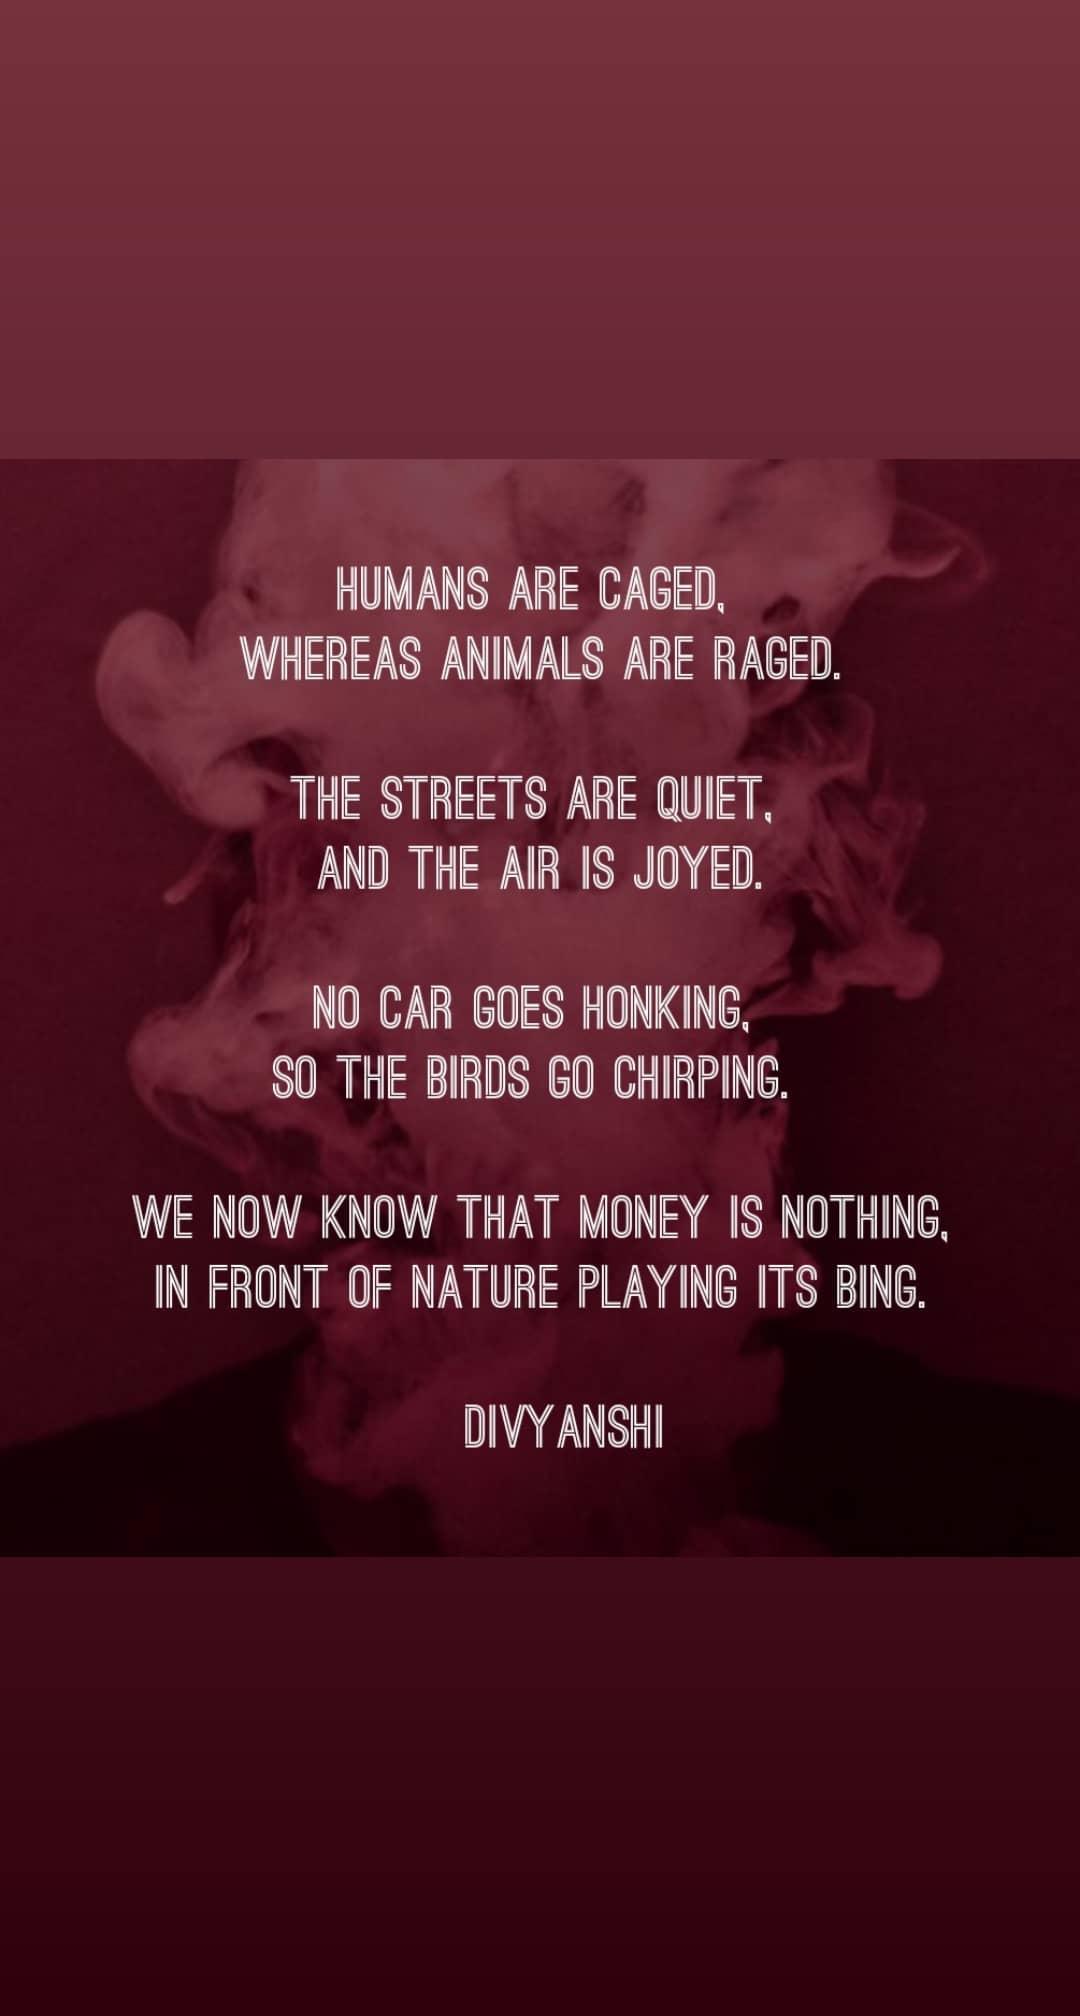 HUMANS ARE CAGED,
WHEREAS ANIMALS ARE RAGED.
THE STREETS ARE QUIET,
AND THE AIR IS JOYED.
NO CAR GOES HONKING,
SO THE BIRDS GO CHIRPING.
WE NOW KNOW THAT MONEY IS NOTHING,
IN FRONT OF NATURE PLAYING ITS BING.
DIVYANSHI